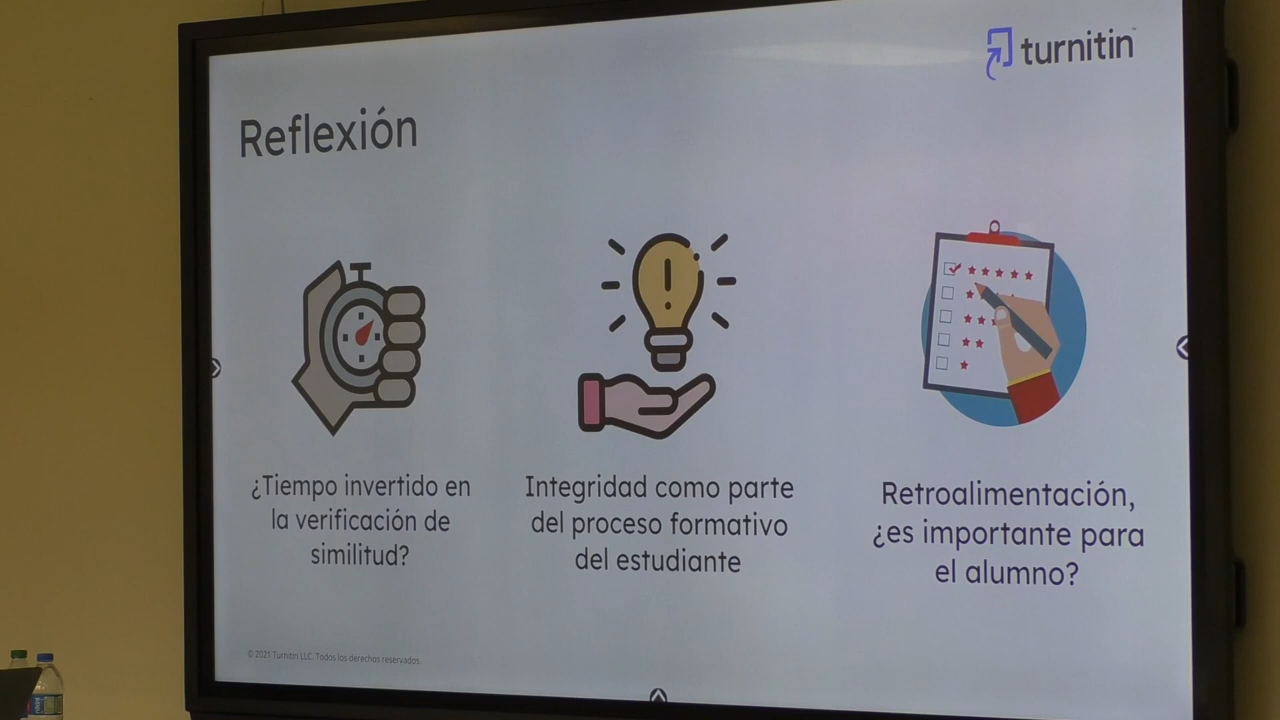 turnitin
Reflexión
¿Tiempo invertido en
la verificación de
similitud?
Integridad como parte
del proceso formativo
del estudiante
Retroalimentación,
¿es importante para
el alumno?
© 2021 Turnitin LLC. Todos los derechos reservados.